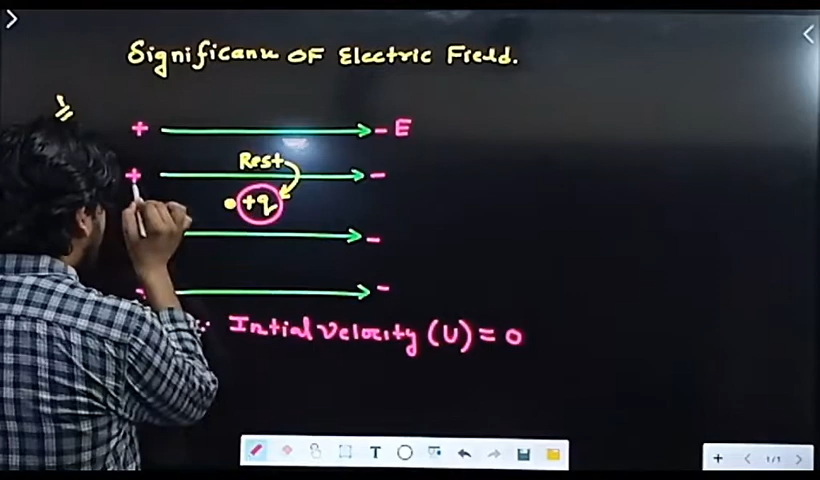 Significanu OF Electric Field.
+ - E
Rest
+ -
+q
-
-
∵ Intial velocity (U) = 0
T
+ < 1/1 >